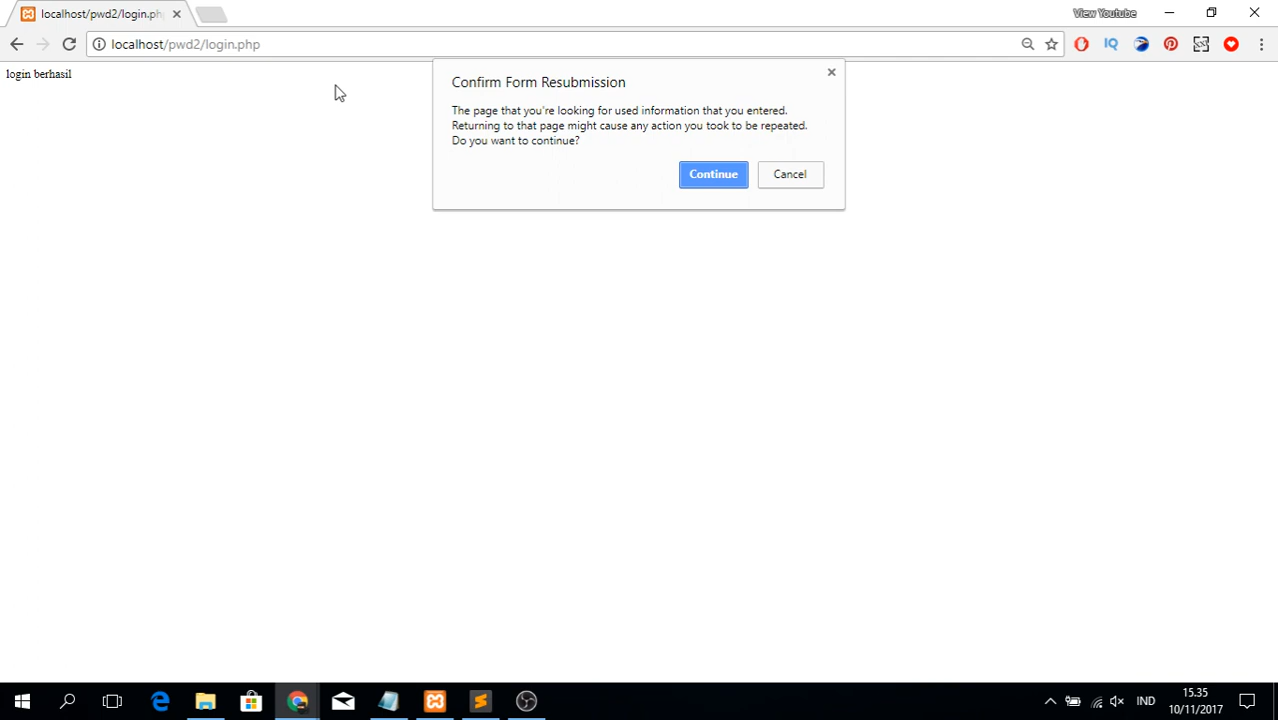 localhost/pwd2/login.ph
View Youtube
localhost/pwd2/login.php
IQ
login berhasil
Confirm Form Resubmission
The page that you're looking for used information that you entered.
Returning to that page might cause any action you took to be repeated.
Do you want to continue?
Continue
Cancel
IND
15.35
10/11/2017